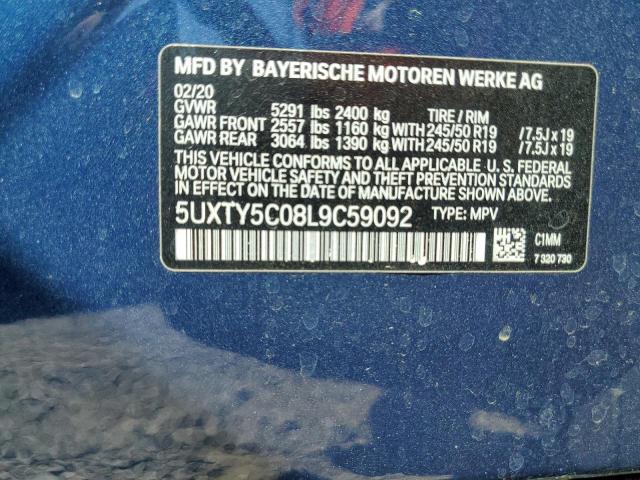 MFD BY BAYERISCHE MOTOREN WERKE AG
02/20
GVWR 5291 lbs 2400 kg TIRE / RIM
GAWR FRONT 2557 lbs 1160 kg WITH 245/50 R19 /7.5J x 19
GAWR REAR 3064 lbs 1390 kg WITH 245/50 R19 /7.5J x 19
THIS VEHICLE CONFORMS TO ALL APPLICABLE U. S. FEDERAL
MOTOR VEHICLE SAFETY AND THEFT PREVENTION STANDARDS
IN EFFECT ON THE DATE OF MANUFACTURE SHOWN ABOVE.
5UXTY5C08L9C59092 TYPE: MPV
C1MM
7 320 730